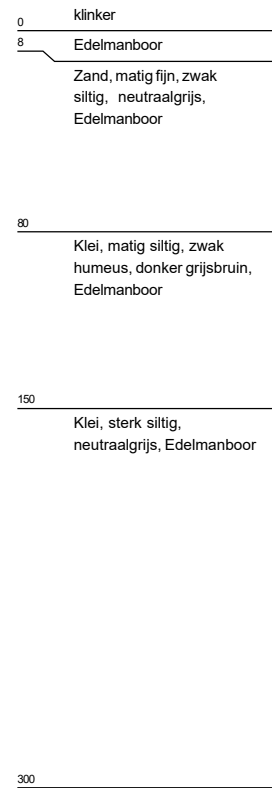 klinker
0
8
Edelmanboor
Zand, matig fijn, zwak
siltig, neutraalgrijs,
Edelmanboor
80
Klei, matig siltig, zwak
humeus, donker grijsbruin,
Edelmanboor
150
Klei, sterk siltig,
neutraalgrijs, Edelmanboor
300